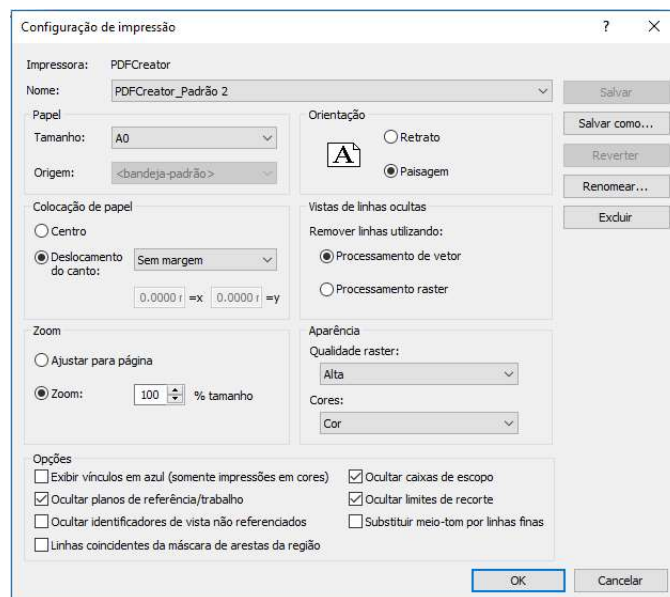 Configuração de impressão ? X
Impressora: PDFCreator
Nome: PDFCreator_Padrão 2 Salvar
Papel
Tamanho: A0
Origem: <bandeja-padrão>
Orientação
A
Retrato
Paisagem
Salvar como...
Reverter
Renomear...
Excluir
Colocação de papel
Centro
Deslocamento
do canto: Sem margem
0.0000 r =x 0.0000 r =y
Vistas de linhas ocultas
Remover linhas utilizando:
Processamento de vetor
Processamento raster
Zoom
Ajustar para página
Zoom: 100 % tamanho
Aparência
Qualidade raster:
Alta
Cores:
Cor
Opções
Exibir vínculos em azul (somente impressões em cores)
Ocultar planos de referência/trabalho
Ocultar identificadores de vista não referenciados
Linhas coincidentes da máscara de arestas da região
Ocultar caixas de escopo
Ocultar limites de recorte
Substituir meio-tom por linhas finas
OK Cancelar